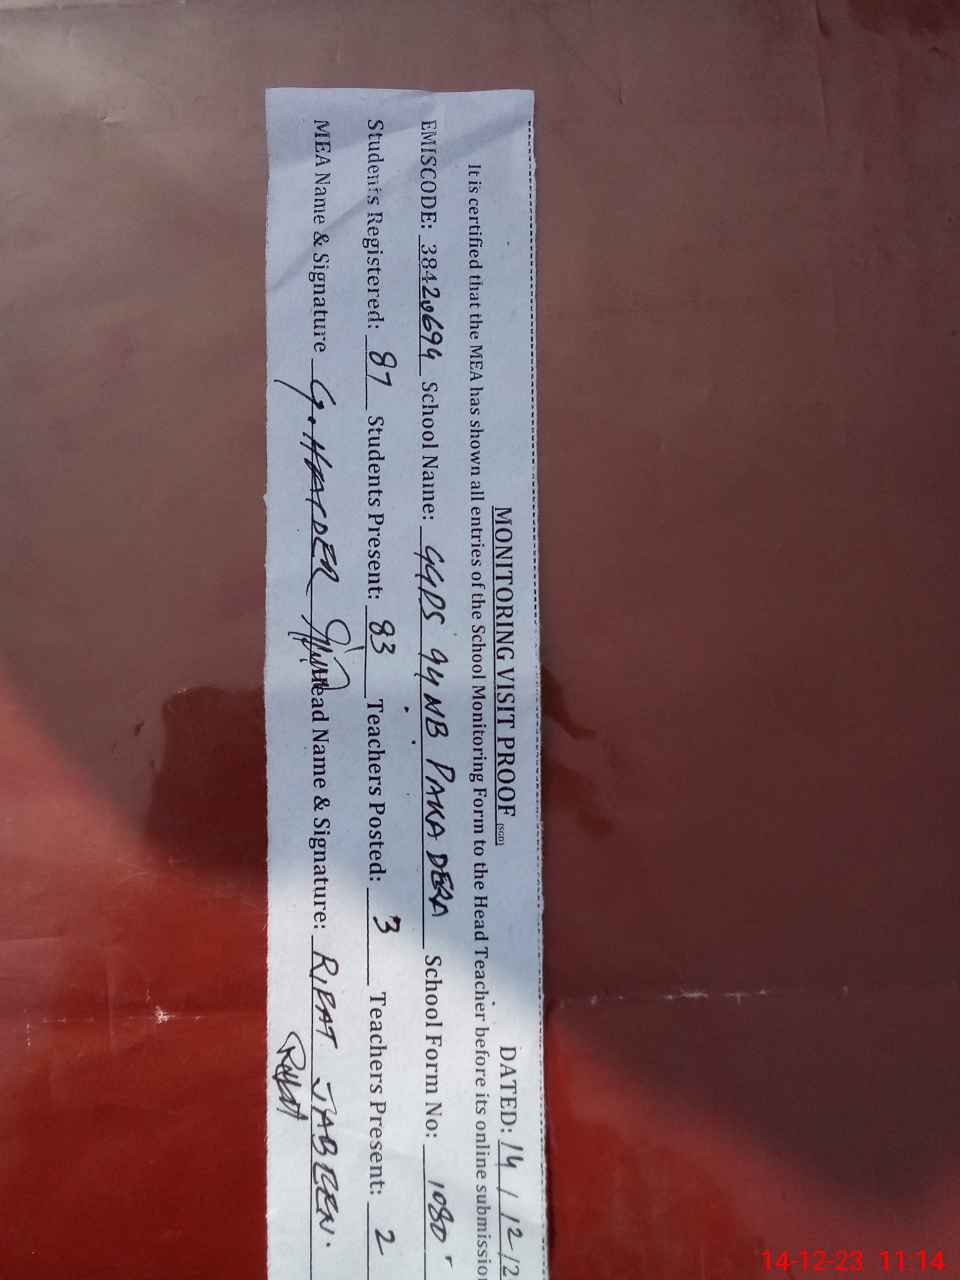 MONITORING VISIT PROOF (SGD) DATED: 14/12/2
It is certified that the MEA has shown all entries of the School Monitoring Form to the Head Teacher before its online submission
EMISCODE: 38420694 School Name: GGPS 94 NB PAKA DERA School Form No: 1080
Students Registered: 87 Students Present: 83 Teachers Posted: 3 Teachers Present: 2
MEA Name & Signature G. HAIDER Head Name & Signature: RIFAT JABEEN.
14-12-23 11:14